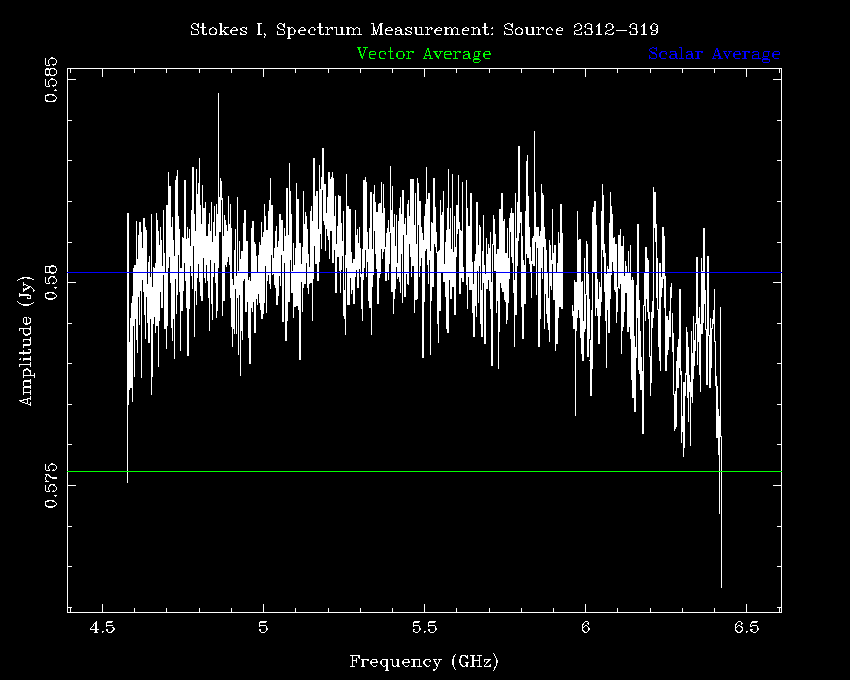 Stokes I, Spectrum Measurement: Source 2312-319
Vector Average Scalar Average
0.585
0.58
0.575
Amplitude (Jy)
4.5 5 5.5 6 6.5
Frequency (GHz)